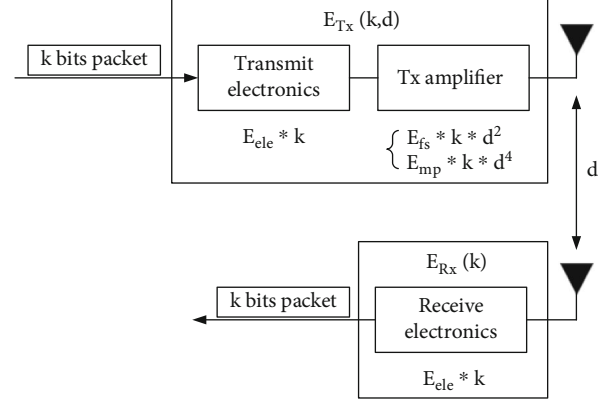 E_Tx (k,d)
k bits packet
Transmit
electronics
Tx amplifier
E_ele * k
{ E_fs * k * d^2
E_mp * k * d^4
d
E_Rx (k)
k bits packet
Receive
electronics
E_ele * k